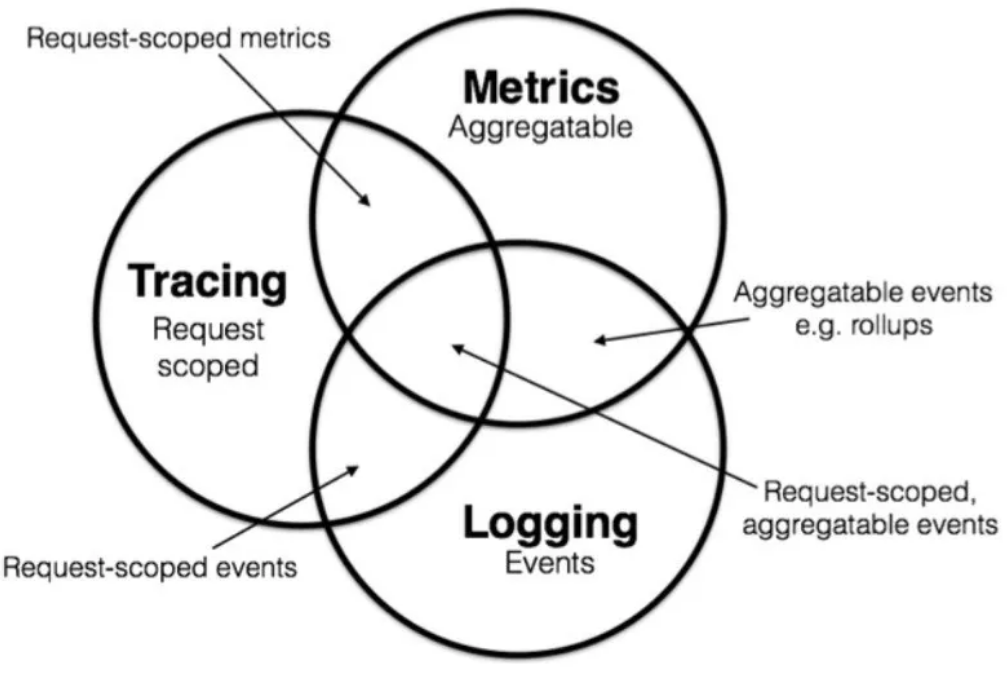 Request-scoped metrics
Metrics
Aggregatable
Tracing
Request
scoped
Aggregatable events
e.g. rollups
Request-scoped,
aggregatable events
Logging
Events
Request-scoped events